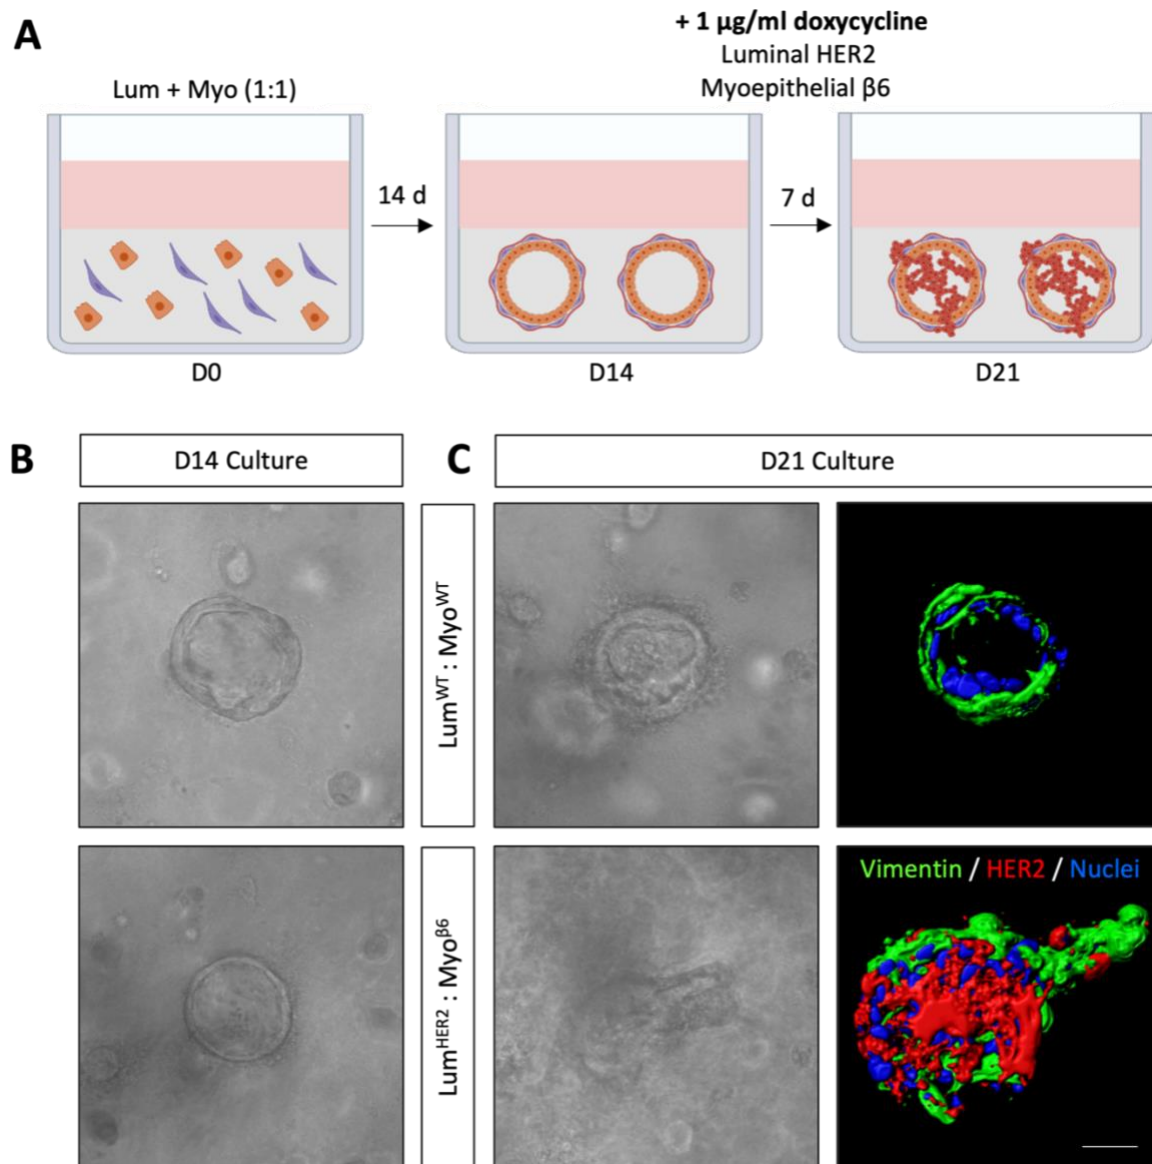 A
+ 1 µg/ml doxycycline
Luminal HER2
Myoepithelial β6
Lum + Myo (1:1)
14 d
7 d
D0
D14
D21
B
D14 Culture
C
D21 Culture
Lum^WT : Myo^WT
Vimentin / HER2 / Nuclei
Lum^HER2 : Myo^β6